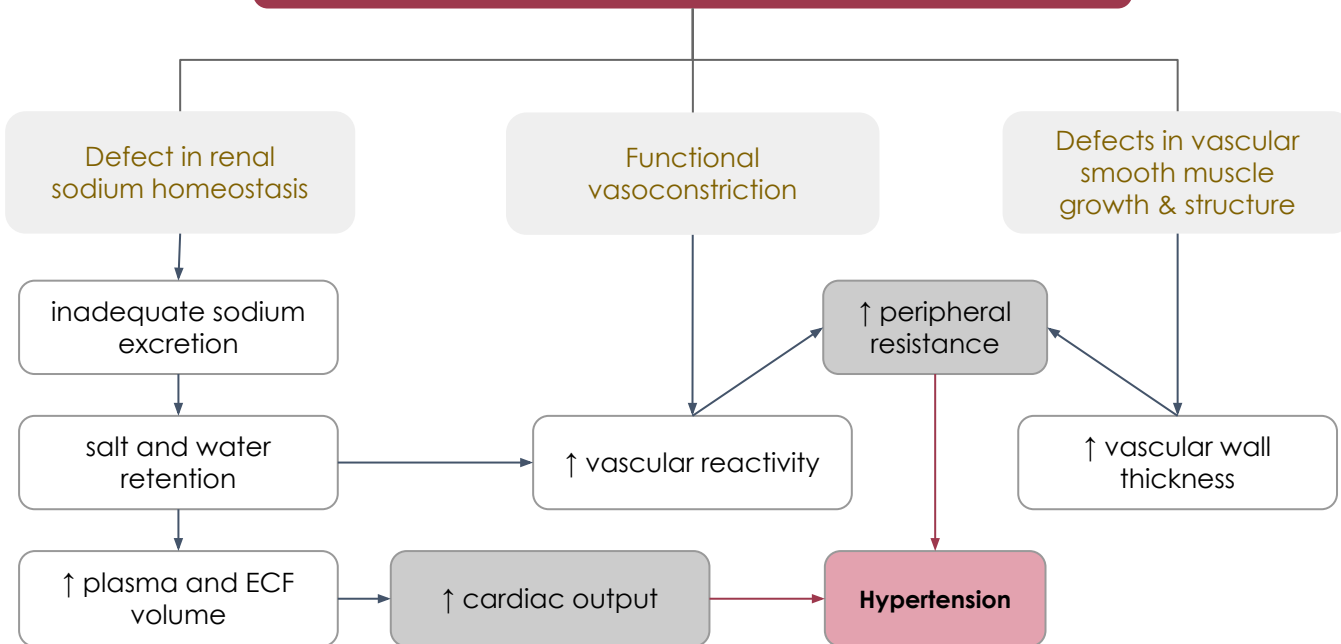 Defect in renal
sodium homeostasis
Functional
vasoconstriction
Defects in vascular
smooth muscle
growth & structure
inadequate sodium
excretion
↑ peripheral
resistance
salt and water
retention
↑ vascular reactivity
↑ vascular wall
thickness
↑ plasma and ECF
volume
↑ cardiac output
Hypertension